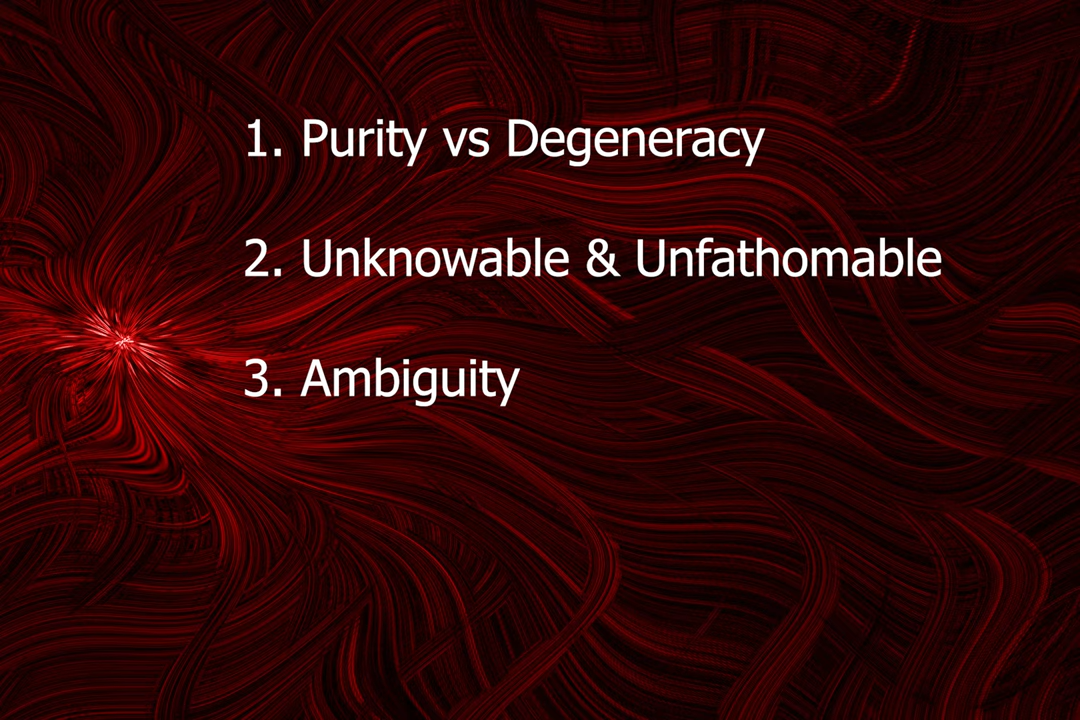 1. Purity vs Degeneracy
2. Unknowable & Unfathomable
3. Ambiguity